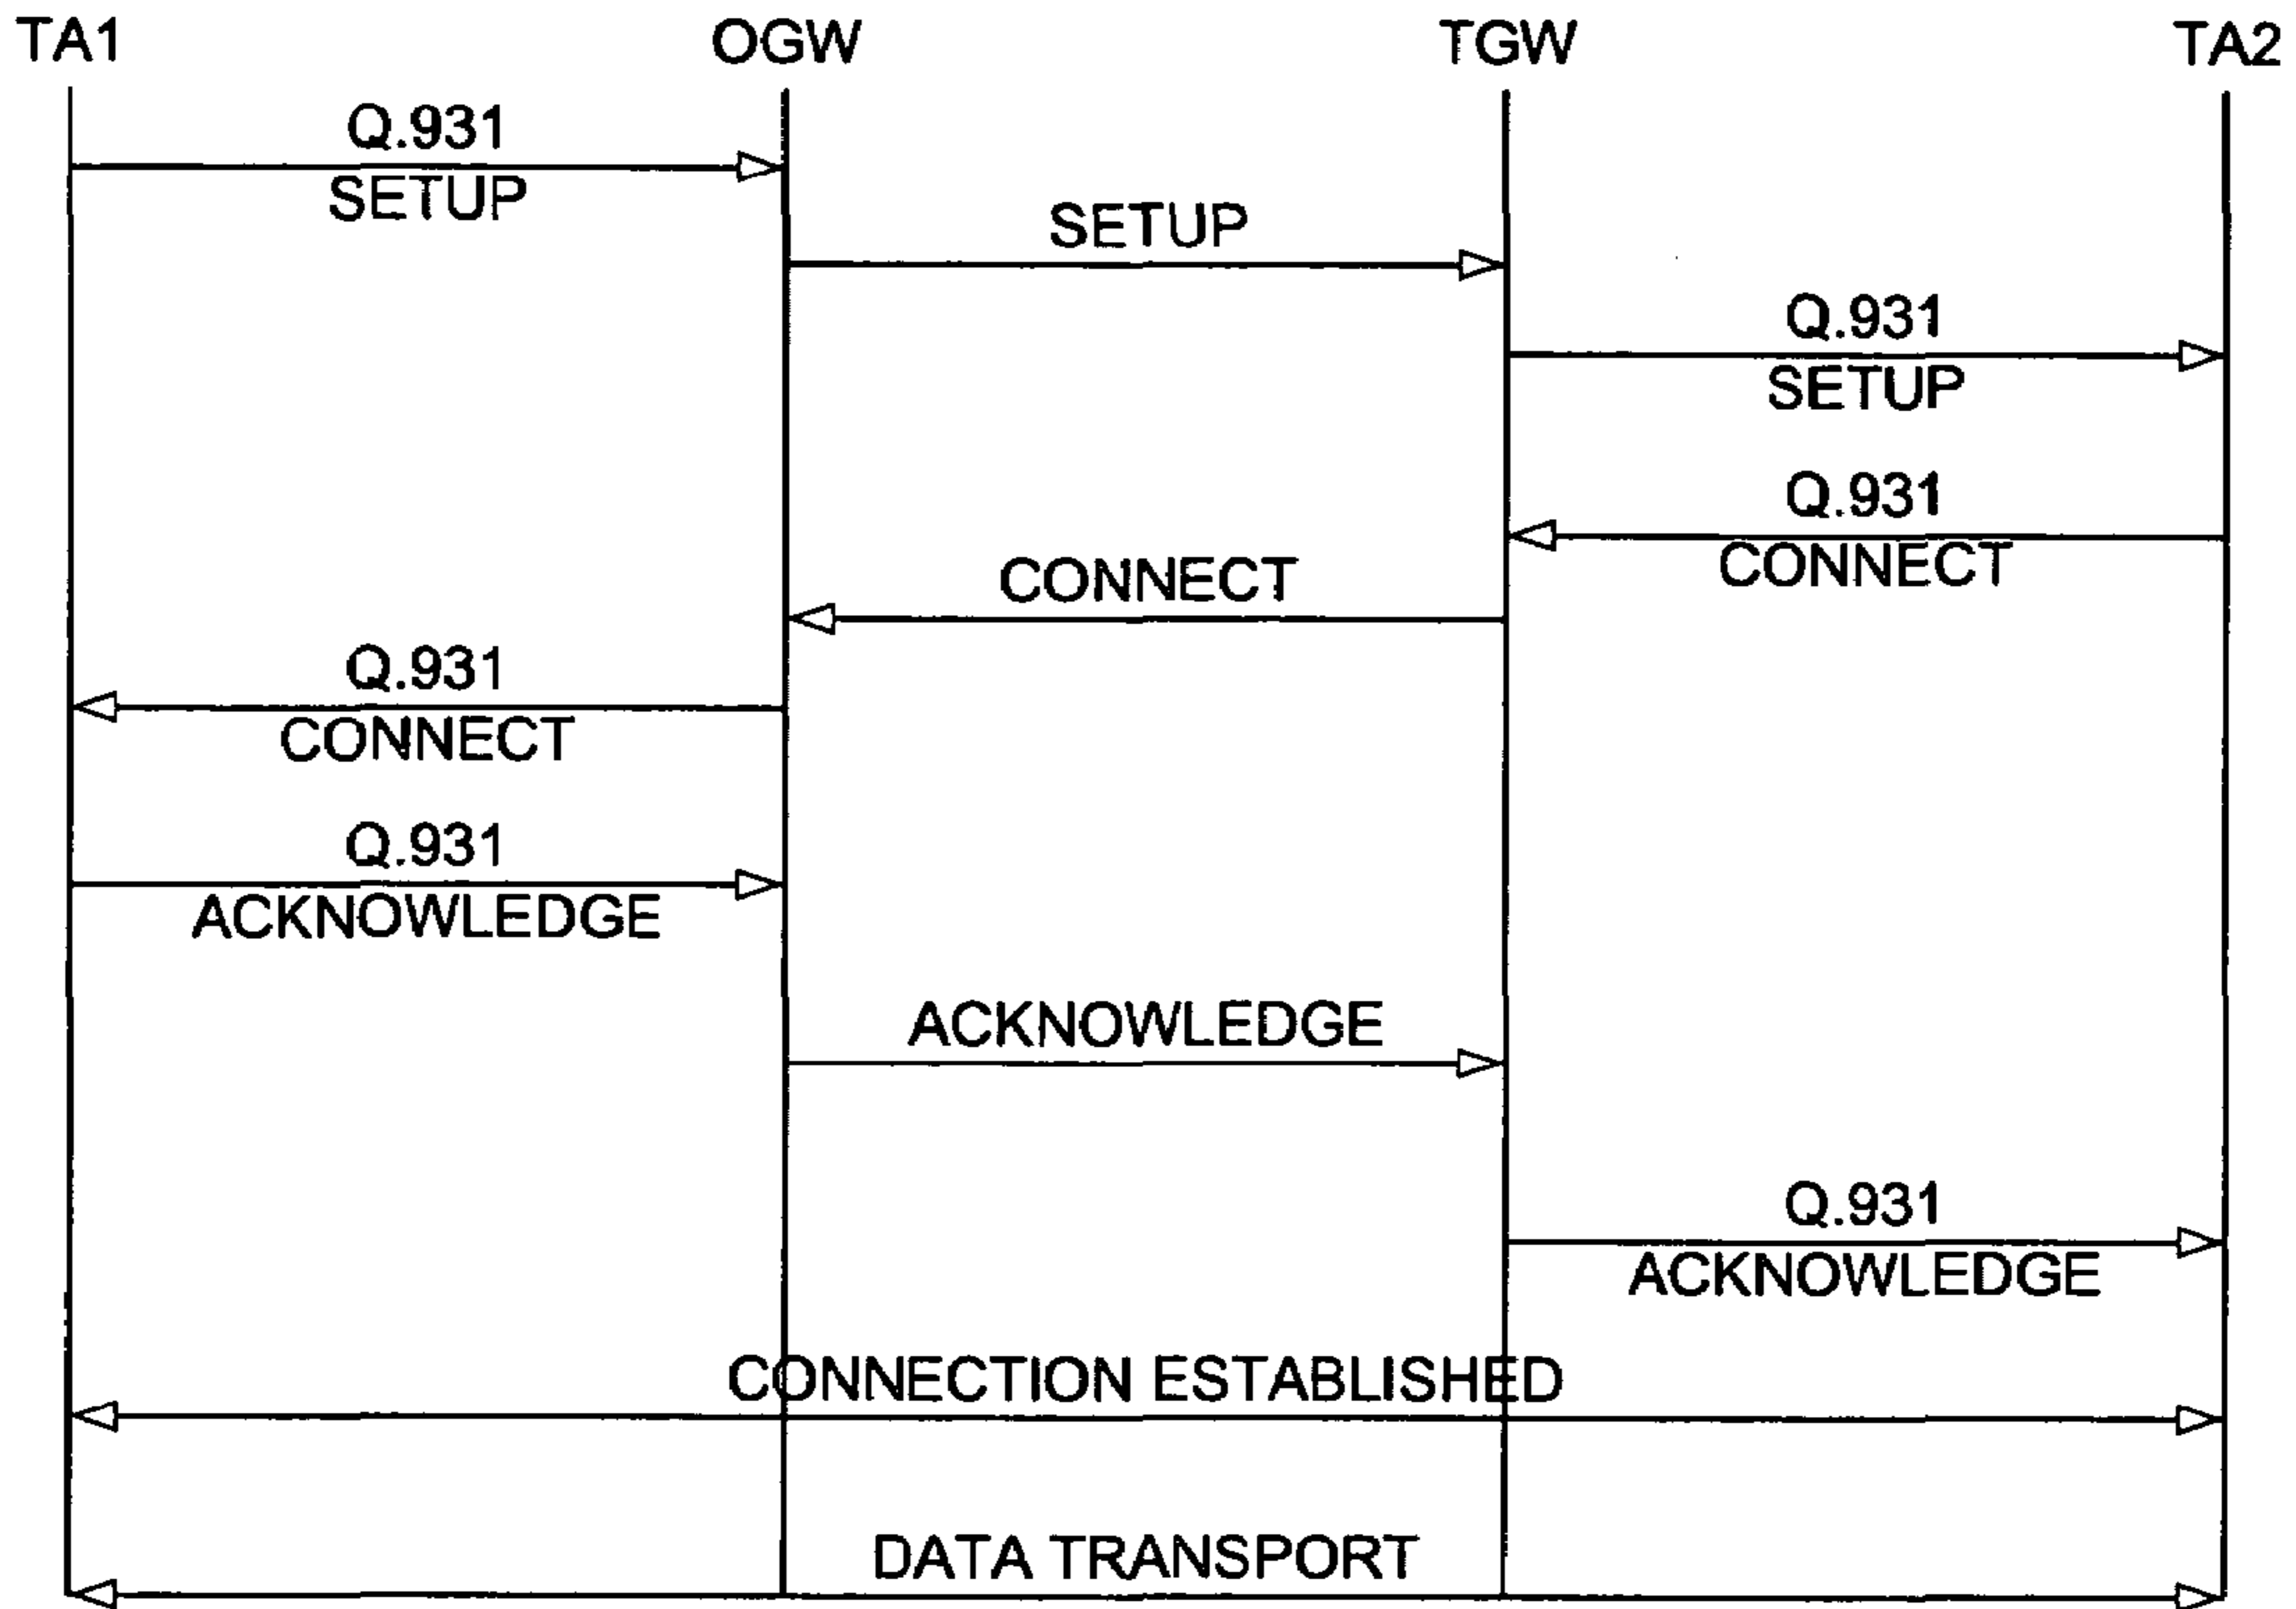 TA1 OGW TGW TA2
Q.931
SETUP
SETUP
Q.931
SETUP
Q.931
CONNECT
CONNECT
Q.931
CONNECT
Q.931
ACKNOWLEDGE
ACKNOWLEDGE
Q.931
ACKNOWLEDGE
CONNECTION ESTABLISHED
DATA TRANSPORT